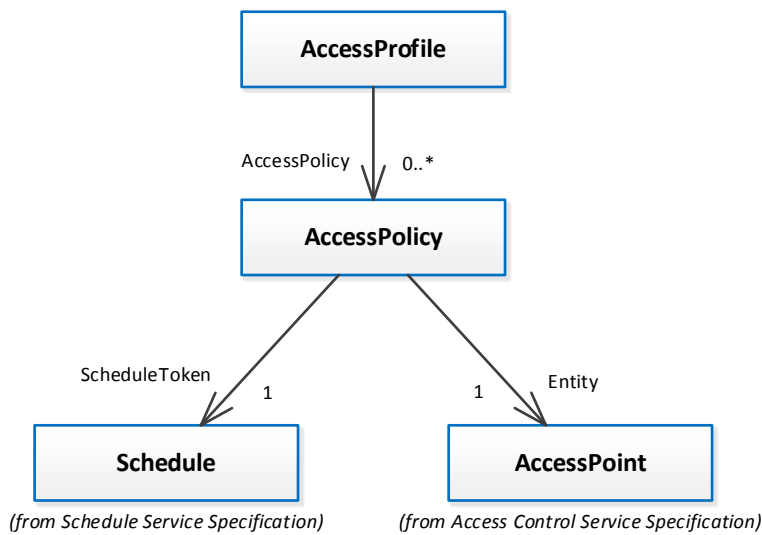 AccessProfile
AccessPolicy 0..*
AccessPolicy
ScheduleToken 1
1 Entity
Schedule
AccessPoint
(from Schedule Service Specification)
(from Access Control Service Specification)